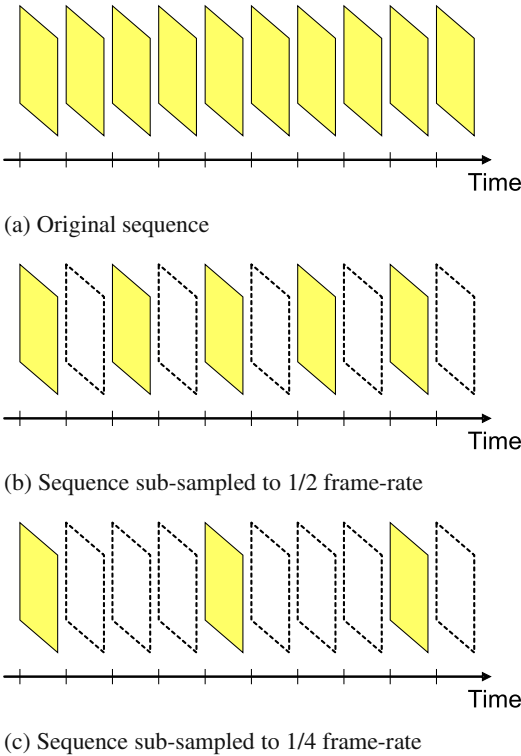 Time
(a) Original sequence
Time
(b) Sequence sub-sampled to 1/2 frame-rate
Time
(c) Sequence sub-sampled to 1/4 frame-rate